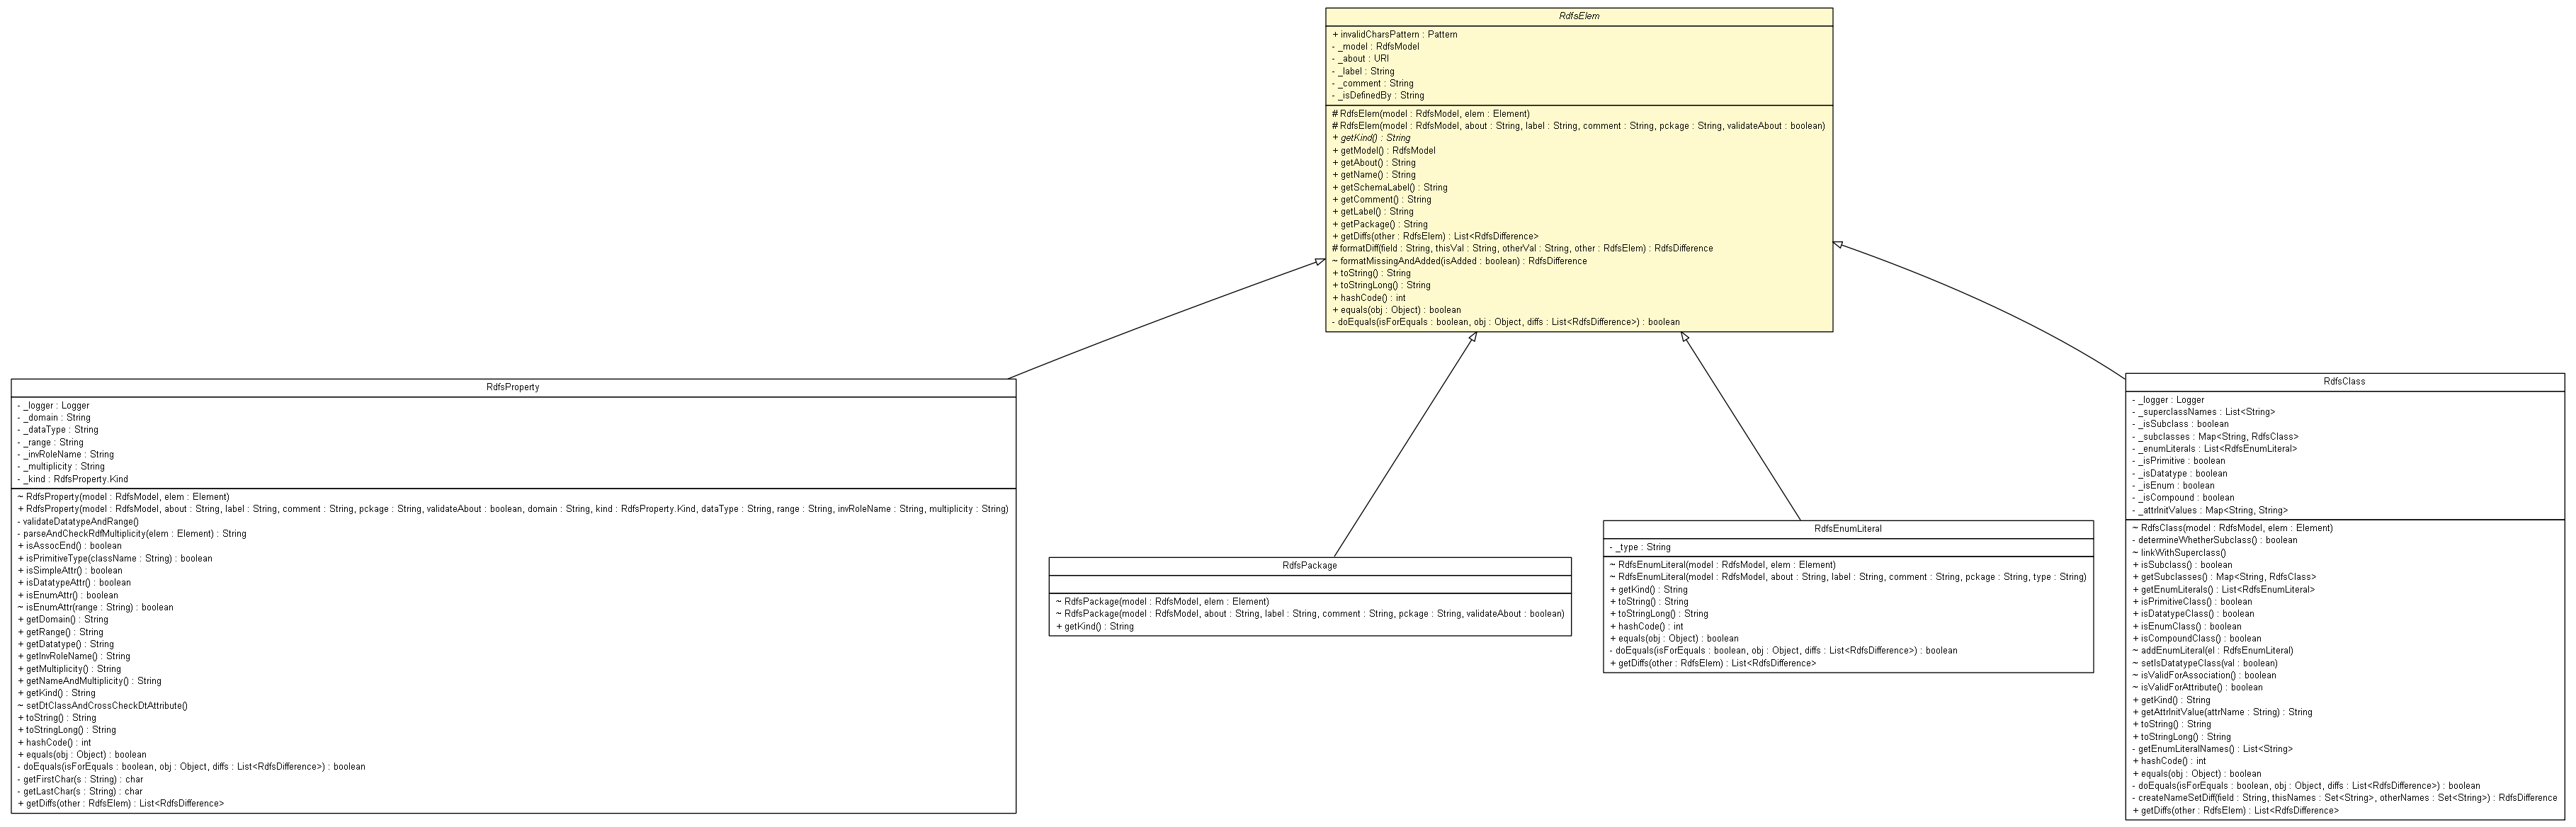 RdfsElem
+ invalidCharsPattern : Pattern
- _model : RdfsModel
- _about : URI
- _label : String
- _comment : String
- _isDefinedBy : String
# RdfsElem(model : RdfsModel, elem : Element)
# RdfsElem(model : RdfsModel, about : String, label : String, comment : String, pckage : String, validateAbout : boolean)
+ getKind() : String
+ getModel() : RdfsModel
+ getAbout() : String
+ getName() : String
+ getSchemaLabel() : String
+ getComment() : String
+ getLabel() : String
+ getPackage() : String
+ getDiffs(other : RdfsElem) : List<RdfsDifference>
# formatDiff(field : String, thisVal : String, otherVal : String, other : RdfsElem) : RdfsDifference
~ formatMissingAndAdded(isAdded : boolean) : RdfsDifference
+ toString() : String
+ toStringLong() : String
+ hashCode() : int
+ equals(obj : Object) : boolean
- doEquals(isForEquals : boolean, obj : Object, diffs : List<RdfsDifference>) : boolean
RdfsProperty
- _logger : Logger
- _domain : String
- _dataType : String
- _range : String
- _invRoleName : String
- _multiplicity : String
- _kind : RdfsProperty.Kind
~ RdfsProperty(model : RdfsModel, elem : Element)
+ RdfsProperty(model : RdfsModel, about : String, label : String, comment : String, pckage : String, validateAbout : boolean, domain : String, kind : RdfsProperty.Kind, dataType : String, range : String, invRoleName : String, multiplicity : String)
- validateDatatypeAndRange()
- parseAndCheckRdfMultiplicity(elem : Element) : String
+ isAssocEnd() : boolean
+ isPrimitiveType(className : String) : boolean
+ isSimpleAttr() : boolean
+ isDatatypeAttr() : boolean
+ isEnumAttr() : boolean
~ isEnumAttr(range : String) : boolean
+ getDomain() : String
+ getRange() : String
+ getDatatype() : String
+ getInvRoleName() : String
+ getMultiplicity() : String
+ getNameAndMultiplicity() : String
+ getKind() : String
~ setDtClassAndCrossCheckDtAttribute()
+ toString() : String
+ toStringLong() : String
+ hashCode() : int
+ equals(obj : Object) : boolean
- doEquals(isForEquals : boolean, obj : Object, diffs : List<RdfsDifference>) : boolean
- getFirstChar(s : String) : char
- getLastChar(s : String) : char
+ getDiffs(other : RdfsElem) : List<RdfsDifference>
RdfsPackage
~ RdfsPackage(model : RdfsModel, elem : Element)
~ RdfsPackage(model : RdfsModel, about : String, label : String, comment : String, pckage : String, validateAbout : boolean)
+ getKind() : String
RdfsEnumLiteral
- _type : String
~ RdfsEnumLiteral(model : RdfsModel, elem : Element)
~ RdfsEnumLiteral(model : RdfsModel, about : String, label : String, comment : String, pckage : String, type : String)
+ getKind() : String
+ toString() : String
+ toStringLong() : String
+ hashCode() : int
+ equals(obj : Object) : boolean
- doEquals(isForEquals : boolean, obj : Object, diffs : List<RdfsDifference>) : boolean
+ getDiffs(other : RdfsElem) : List<RdfsDifference>
RdfsClass
- _logger : Logger
- _superclassNames : List<String>
- _isSubclass : boolean
- _subclasses : Map<String, RdfsClass>
- _enumLiterals : List<RdfsEnumLiteral>
- _isPrimitive : boolean
- _isDatatype : boolean
- _isEnum : boolean
- _isCompound : boolean
- _attrInitValues : Map<String, String>
~ RdfsClass(model : RdfsModel, elem : Element)
- determineWhetherSubclass() : boolean
~ linkWithSuperclass()
+ isSubclass() : boolean
+ getSubclasses() : Map<String, RdfsClass>
+ getEnumLiterals() : List<RdfsEnumLiteral>
+ isPrimitiveClass() : boolean
+ isDatatypeClass() : boolean
+ isEnumClass() : boolean
+ isCompoundClass() : boolean
~ addEnumLiteral(el : RdfsEnumLiteral)
~ setIsDatatypeClass(val : boolean)
~ isValidForAssociation() : boolean
~ isValidForAttribute() : boolean
+ getKind() : String
+ getAttrInitValue(attrName : String) : String
+ toString() : String
+ toStringLong() : String
- getEnumLiteralNames() : List<String>
+ hashCode() : int
+ equals(obj : Object) : boolean
- doEquals(isForEquals : boolean, obj : Object, diffs : List<RdfsDifference>) : boolean
- createNameSetDiff(field : String, thisNames : Set<String>, otherNames : Set<String>) : RdfsDifference
+ getDiffs(other : RdfsElem) : List<RdfsDifference>